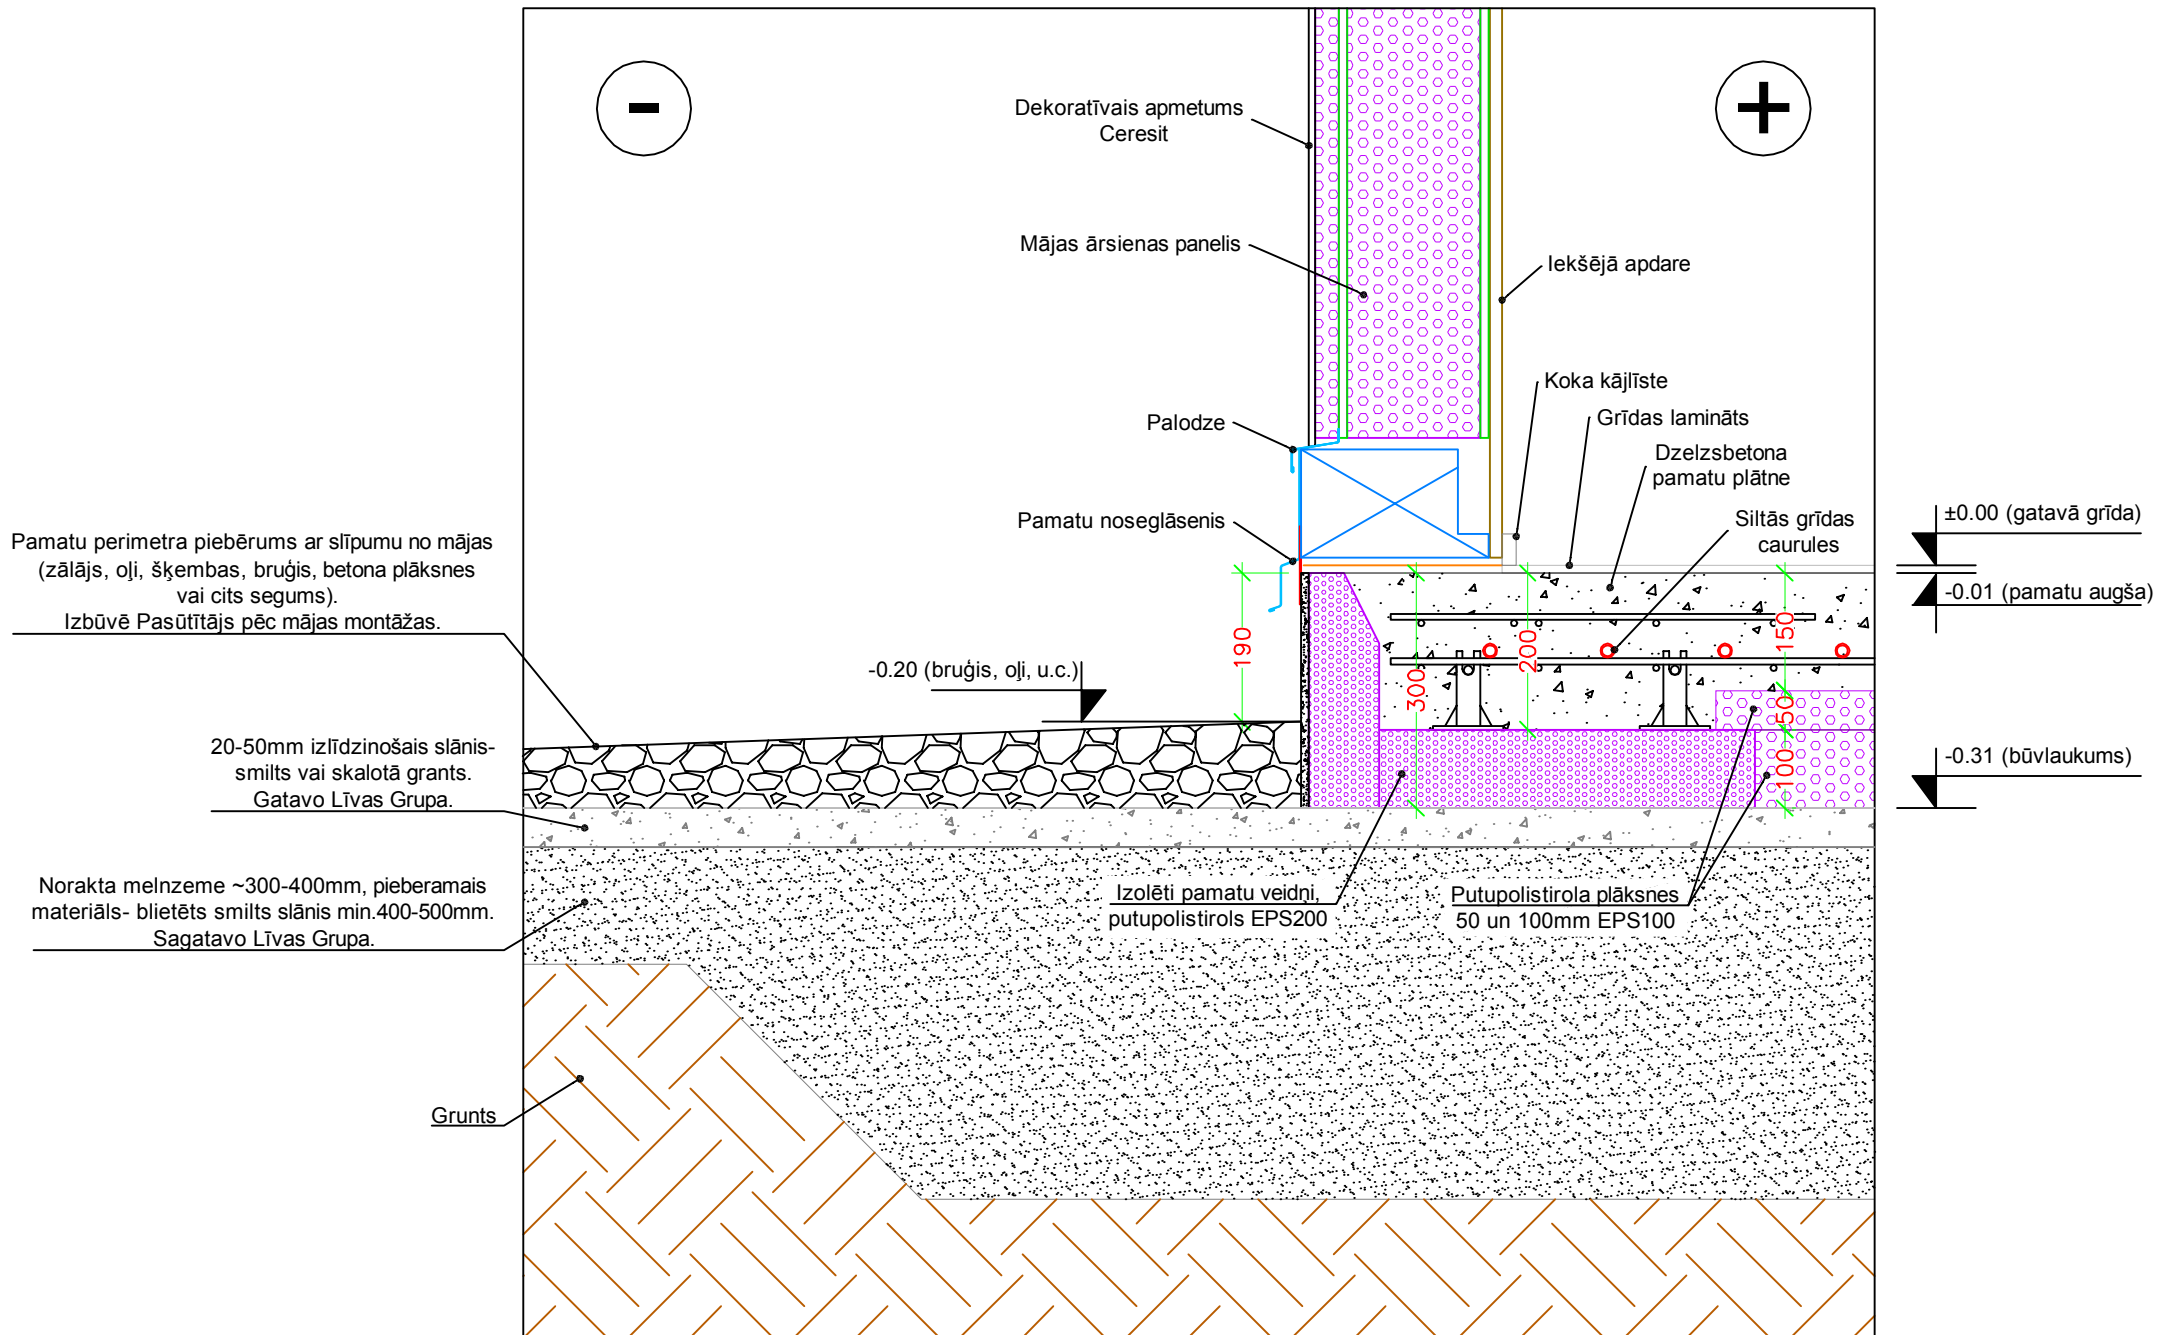 -
+
Dekoratīvais apmetums
Ceresit
Mājas ārsienas panelis
Iekšējā apdare
Koka kājlīste
Grīdas lamināts
Palodze
Dzelzsbetona
pamatu plātne
Pamatu noseglāsenis
Siltās grīdas
caurules
±0.00 (gatavā grīda)
-0.01 (pamatu augša)
-0.31 (būvlaukums)
Pamatu perimetra piebērums ar slīpumu no mājas
(zālājs, oļi, šķembas, bruģis, betona plāksnes
vai cits segums).
Izbūvē Pasūtītājs pēc mājas montāžas.
-0.20 (bruģis, oļi, u.c.)
190
300
200
150
50
100
20-50mm izlīdzinošais slānis-
smilts vai skalotā grants.
Gatavo Līvas Grupa.
Norakta melnzeme ~300-400mm, pieberamais
materiāls- blietēts smilts slānis min.400-500mm.
Sagatavo Līvas Grupa.
Izolēti pamatu veidņi,
putupolistirols EPS200
Putupolistirola plāksnes
50 un 100mm EPS100
Grunts